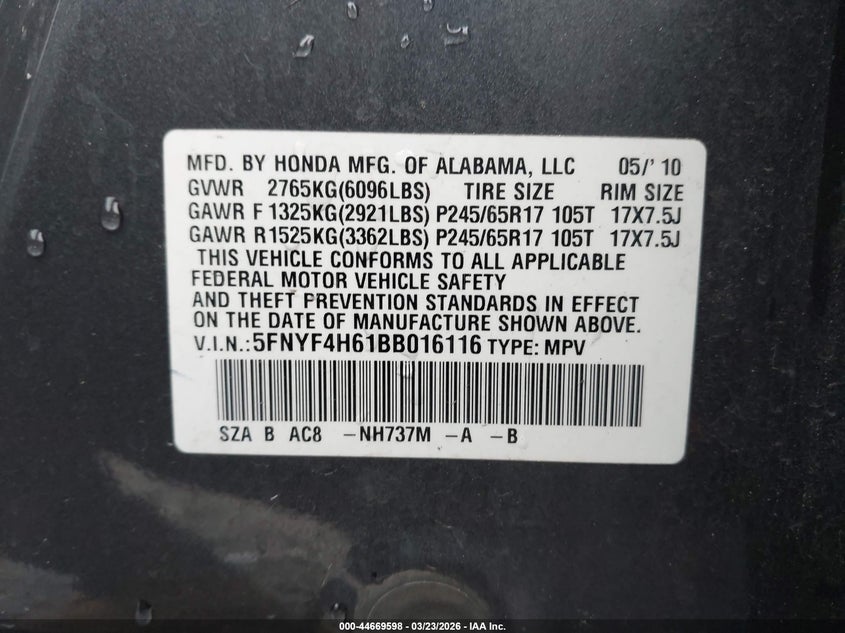 MFD. BY HONDA MFG. OF ALABAMA, LLC 05/' 10
GVWR 2765KG(6096LBS) TIRE SIZE RIM SIZE
GAWR F 1325KG(2921LBS) P245/65R17 105T 17X7.5J
GAWR R1525KG(3362LBS) P245/65R17 105T 17X7.5J
THIS VEHICLE CONFORMS TO ALL APPLICABLE
FEDERAL MOTOR VEHICLE SAFETY
AND THEFT PREVENTION STANDARDS IN EFFECT
ON THE DATE OF MANUFACTURE SHOWN ABOVE.
V.I.N.:5FNYF4H61BB016116 TYPE: MPV
SZA B AC8 –NH737M –A –B
000-44669598 - 03/23/2026 - IAA Inc.